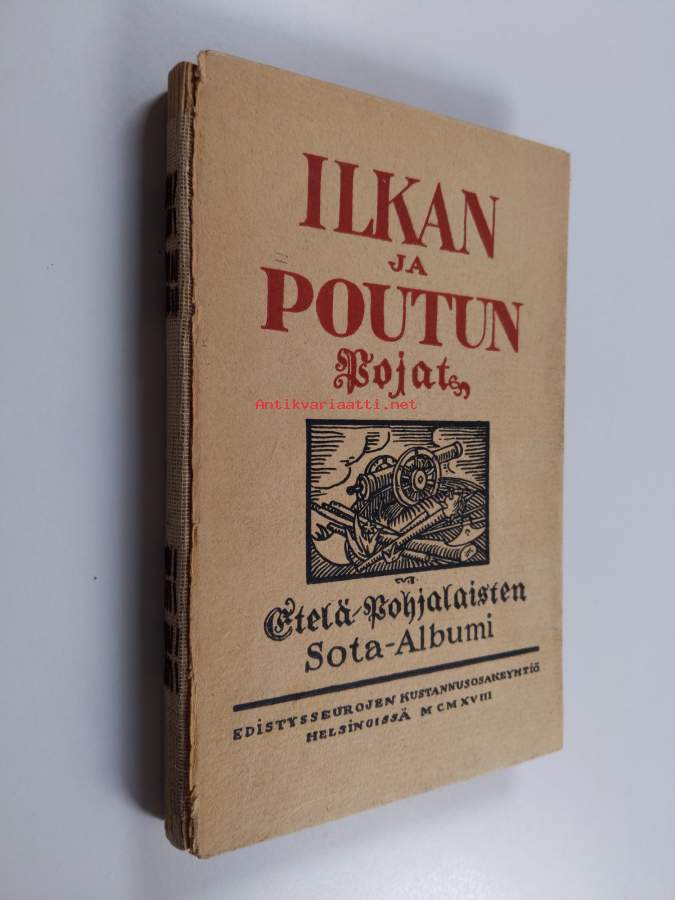 ILKAN
JA
POUTUN
Pojat
Antikvariaatti.net
Etelä-Pohjalaisten
Sota-Albumi
EDISTYSSEUROJEN KUSTANNUSOSAKEYHTIÖ
HELSINGISSÄ MCMXVIII